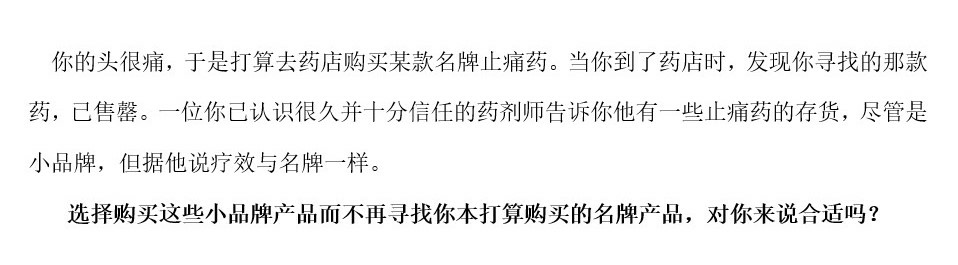 你的头很痛，于是打算去药店购买某款名牌止痛药。当你到了药店时，发现你寻找的那款
药，已售罄。一位你已认识很久并十分信任的药剂师告诉你他有一些止痛药的存货，尽管是
小品牌，但据他说疗效与名牌一样。
选择购买这些小品牌产品而不再寻找你本打算购买的名牌产品，对你来说合适吗？